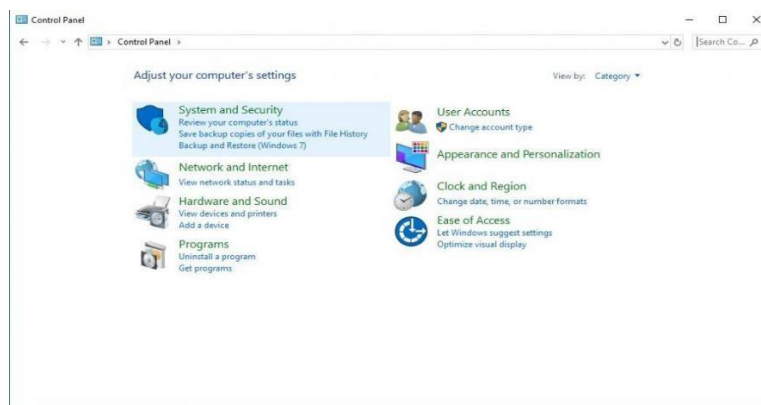 Control Panel
Control Panel
Search Co...
Adjust your computer's settings
View by: Category
System and Security
Review your computer's status
Save backup copies of your files with File History
Backup and Restore (Windows 7)
Network and Internet
View network status and tasks
Hardware and Sound
View devices and printers
Add a device
Programs
Uninstall a program
Get programs
User Accounts
Change account type
Appearance and Personalization
Clock and Region
Change date, time, or number formats
Ease of Access
Let Windows suggest settings
Optimize visual display